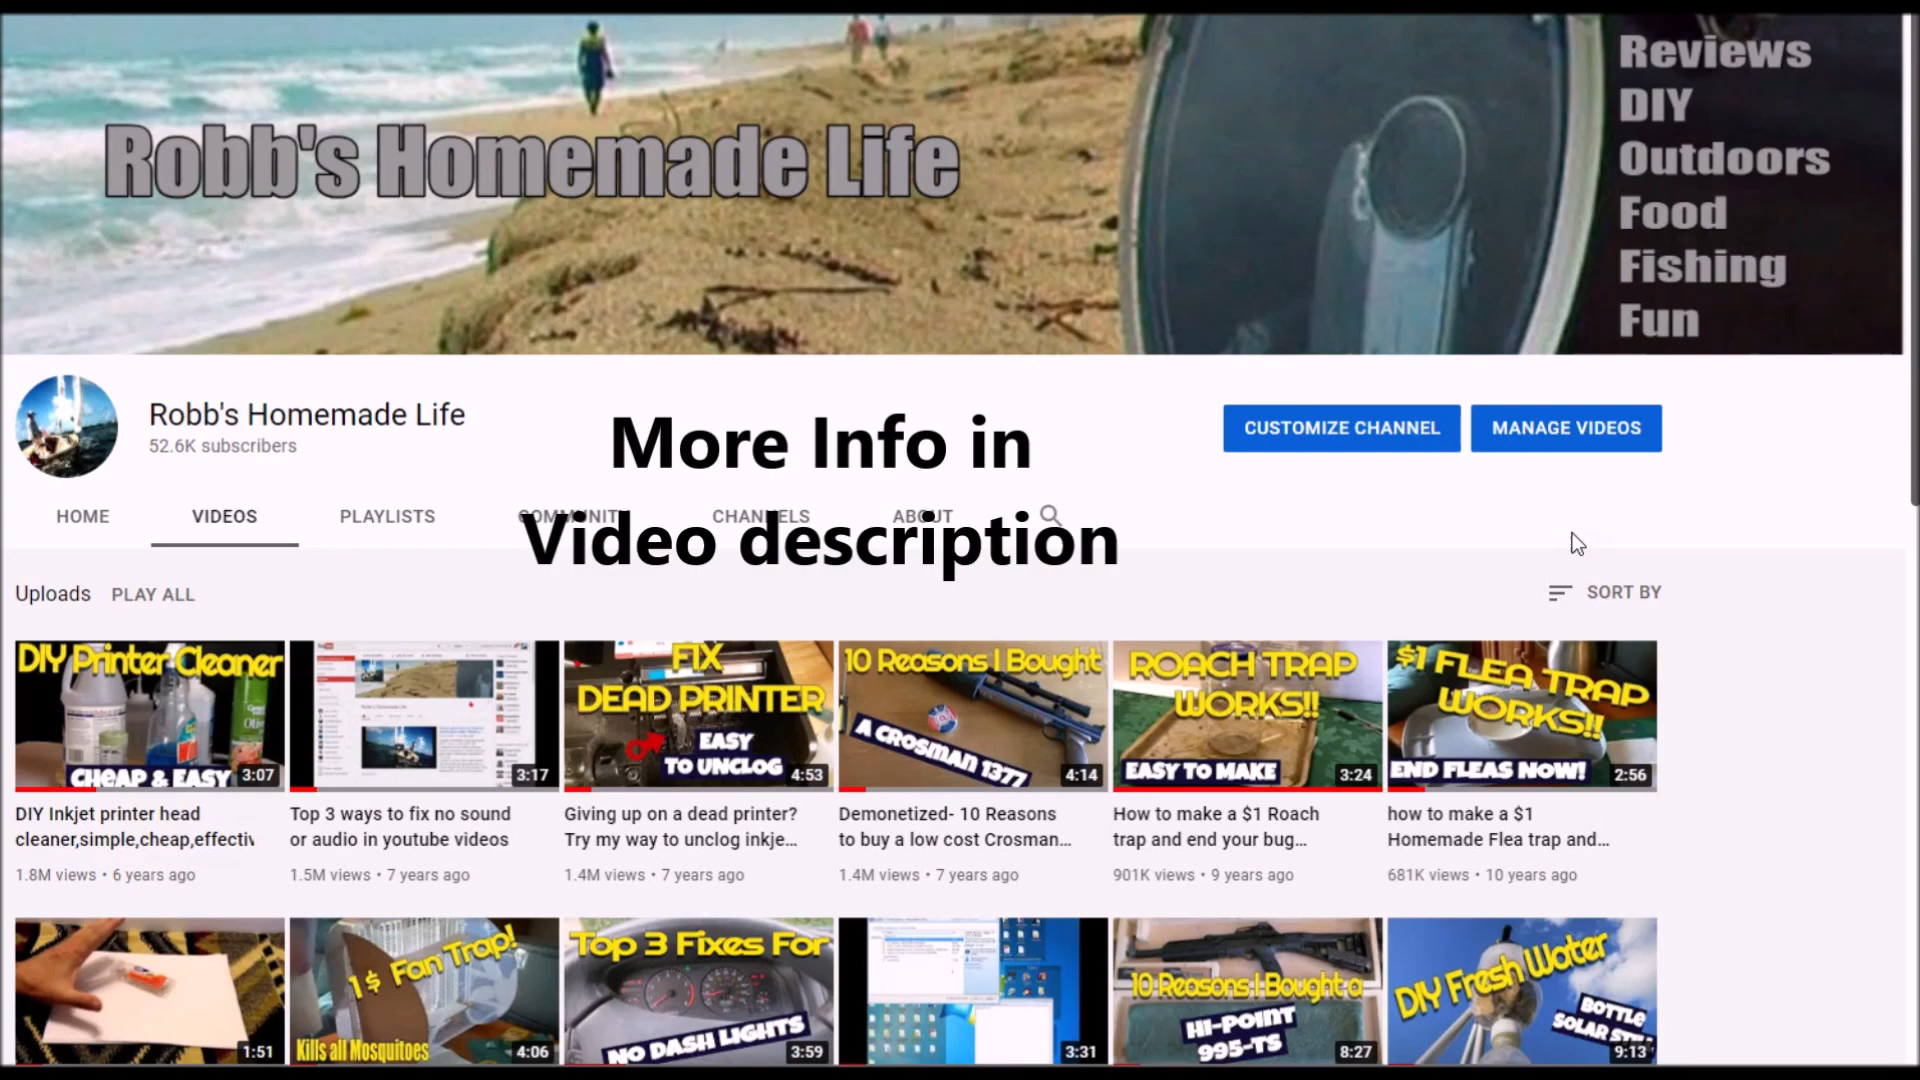 Reviews
DIY
Outdoors
Food
Fishing
Fun
Robb's Homemade Life
Robb's Homemade Life
52.6K subscribers
More Info in
Video description
CUSTOMIZE CHANNEL
MANAGE VIDEOS
HOME
VIDEOS
PLAYLISTS
COMMUNITY
CHANNELS
ABOUT
Uploads
PLAY ALL
SORT BY
DIY Printer Cleaner
CHEAP & EASY
3:07
3:17
FIX
DEAD PRINTER
EASY
TO UNCLOG
4:53
10 Reasons I Bought
A CROSMAN 1377
4:14
ROACH TRAP
WORKS!!
EASY TO MAKE
3:24
$1 FLEA TRAP
WORKS!!
END FLEAS NOW!
2:56
DIY Inkjet printer head
cleaner,simple,cheap,effectiv
1.8M views • 6 years ago
Top 3 ways to fix no sound
or audio in youtube videos
1.5M views • 7 years ago
Giving up on a dead printer?
Try my way to unclog inkje...
1.4M views • 7 years ago
Demonetized- 10 Reasons
to buy a low cost Crosman...
1.4M views • 7 years ago
How to make a $1 Roach
trap and end your bug...
901K views • 9 years ago
how to make a $1
Homemade Flea trap and...
681K views • 10 years ago
1:51
1$ Fan Trap!
Kills all Mosquitoes
4:06
Top 3 Fixes For
NO DASH LIGHTS
3:59
3:31
10 Reasons I Bought a
HI-POINT
995-TS
8:27
DIY Fresh Water
BOTTLE
SOLAR
9:13